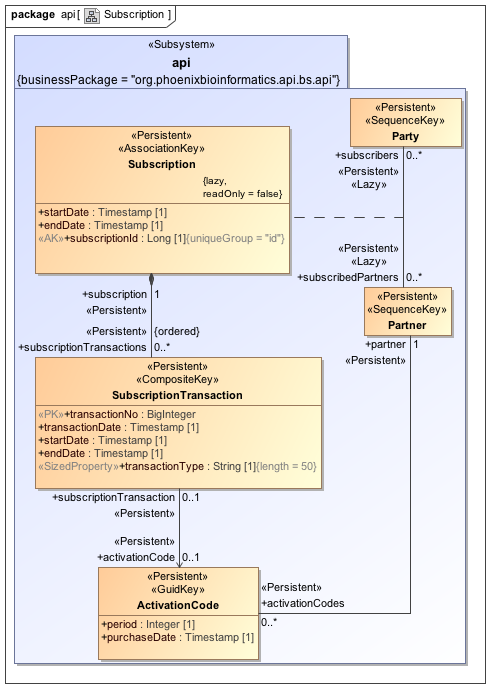 package api[ Subscription ]
«Subsystem»
api
{businessPackage = "org.phoenixbioinformatics.api.bs.api"}
«Persistent»
«SequenceKey»
Party
+subscribers 0..*
«Persistent»
«Lazy»
«Persistent»
«AssociationKey»
Subscription
{lazy,
readOnly = false}
+startDate : Timestamp [1]
+endDate : Timestamp [1]
«AK»+subscriptionId : Long [1]{uniqueGroup = "id"}
«Persistent»
«Lazy»
+subscribedPartners 0..*
«Persistent»
«SequenceKey»
Partner
+partner 1
«Persistent»
+subscription 1
«Persistent»
«Persistent» {ordered}
+subscriptionTransactions 0..*
«Persistent»
«CompositeKey»
SubscriptionTransaction
«PK»+transactionNo : BigInteger
+transactionDate : Timestamp [1]
+startDate : Timestamp [1]
+endDate : Timestamp [1]
«SizedProperty»+transactionType : String [1]{length = 50}
+subscriptionTransaction 0..1
«Persistent»
«Persistent»
+activationCode 0..1
«Persistent»
«GuidKey»
ActivationCode
+period : Integer [1]
+purchaseDate : Timestamp [1]
«Persistent»
+activationCodes
0..*